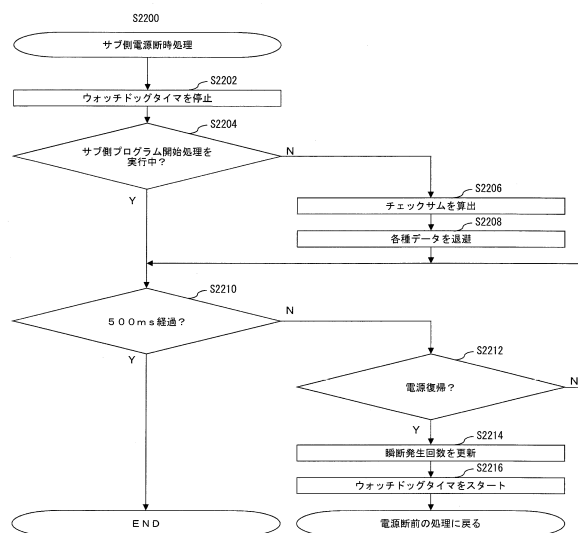 S2200
サブ側電源断時処理
S2202
ウォッチドッグタイマを停止
S2204
サブ側プログラム開始処理を
実行中？
N
Y
S2206
チェックサムを算出
S2208
各種データを退避
S2210
５００ｍｓ経過？
N
Y
S2212
電源復帰？
N
Y
S2214
瞬断発生回数を更新
S2216
ウォッチドッグタイマをスタート
ＥＮＤ
電源断前の処理に戻る